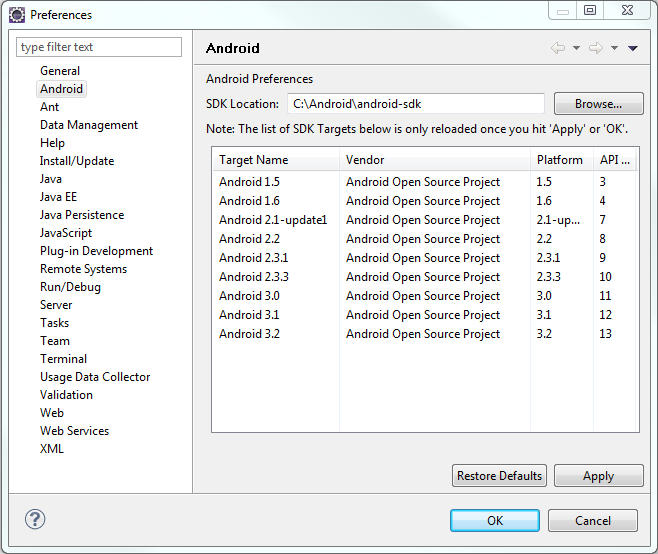 Preferences
type filter text
General
Android
Ant
Data Management
Help
Install/Update
Java
Java EE
Java Persistence
JavaScript
Plug-in Development
Remote Systems
Run/Debug
Server
Tasks
Team
Terminal
Usage Data Collector
Validation
Web
Web Services
XML
Android
Android Preferences
SDK Location: C:\Android\android-sdk Browse...
Note: The list of SDK Targets below is only reloaded once you hit 'Apply' or 'OK'.
Target Name Vendor Platform API ...
Android 1.5 Android Open Source Project 1.5 3
Android 1.6 Android Open Source Project 1.6 4
Android 2.1-update1 Android Open Source Project 2.1-up... 7
Android 2.2 Android Open Source Project 2.2 8
Android 2.3.1 Android Open Source Project 2.3.1 9
Android 2.3.3 Android Open Source Project 2.3.3 10
Android 3.0 Android Open Source Project 3.0 11
Android 3.1 Android Open Source Project 3.1 12
Android 3.2 Android Open Source Project 3.2 13
Restore Defaults Apply
? OK Cancel